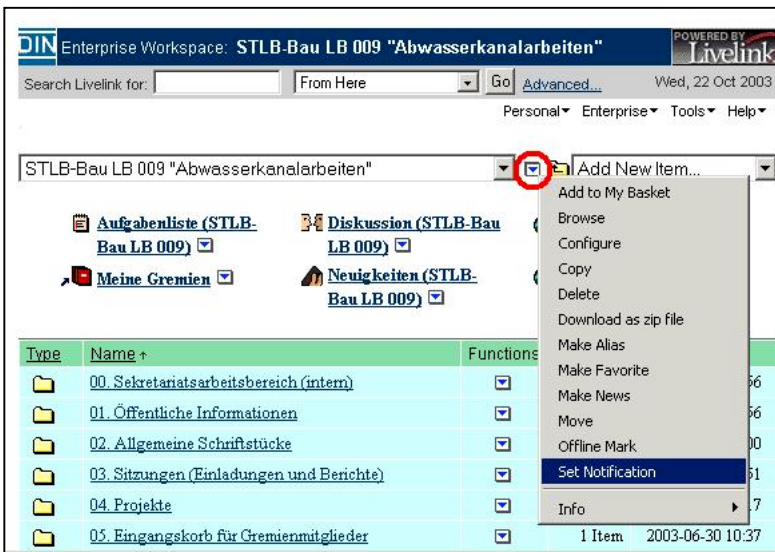 DIN Enterprise Workspace: STLB-Bau LB 009 "Abwasserkanalarbeiten" POWERED BY Livelink
Search Livelink for: From Here Go Advanced... Wed, 22 Oct 2003
Personal Enterprise Tools Help
STLB-Bau LB 009 "Abwasserkanalarbeiten" Add New Item...
Aufgabenliste (STLB-
Bau LB 009)
Diskussion (STLB-Bau
LB 009)
Meine Gremien
Neuigkeiten (STLB-
Bau LB 009)
Add to My Basket
Browse
Configure
Copy
Delete
Download as zip file
Make Alias
Make Favorite
Make News
Move
Offline Mark
Set Notification
Info
Type Name Functions
00. Sekretariatsarbeitsbereich (intern) 56
01. Öffentliche Informationen 56
02. Allgemeine Schriftstücke 00
03. Sitzungen (Einladungen und Berichte) 51
04. Projekte 17
05. Eingangskorb für Gremienmitglieder 1 Item 2003-06-30 10:37